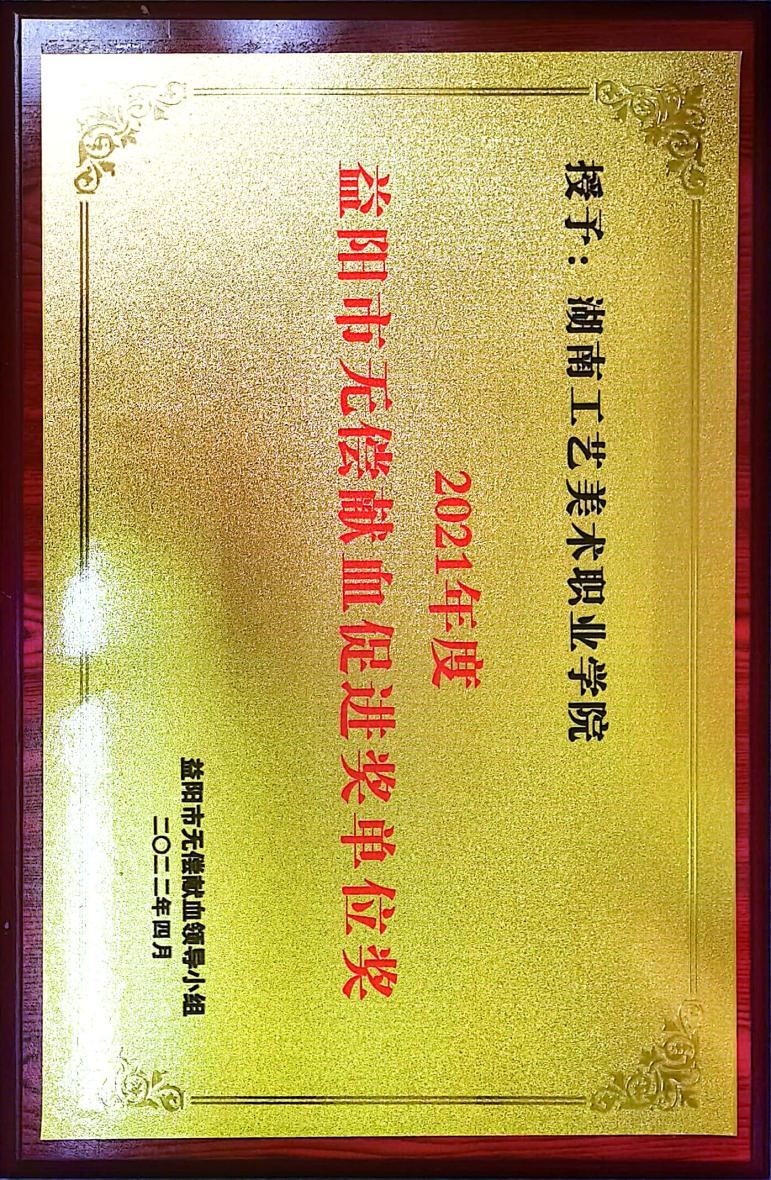 授予：湖南工艺美术职业学院
2021年度
益阳市无偿献血促进奖单位奖
益阳市无偿献血领导小组
二〇二二年四月